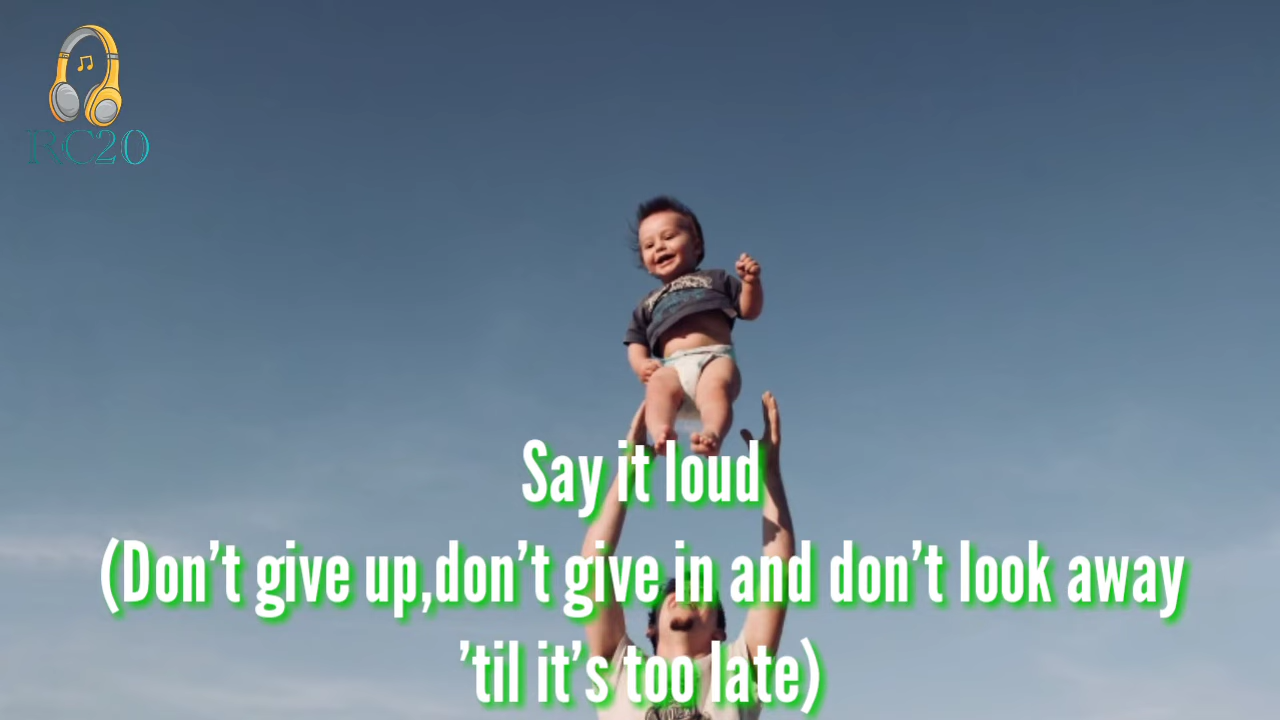 RC20
Say it loud
(Don't give up,don't give in and don't look away
'til it's too late)